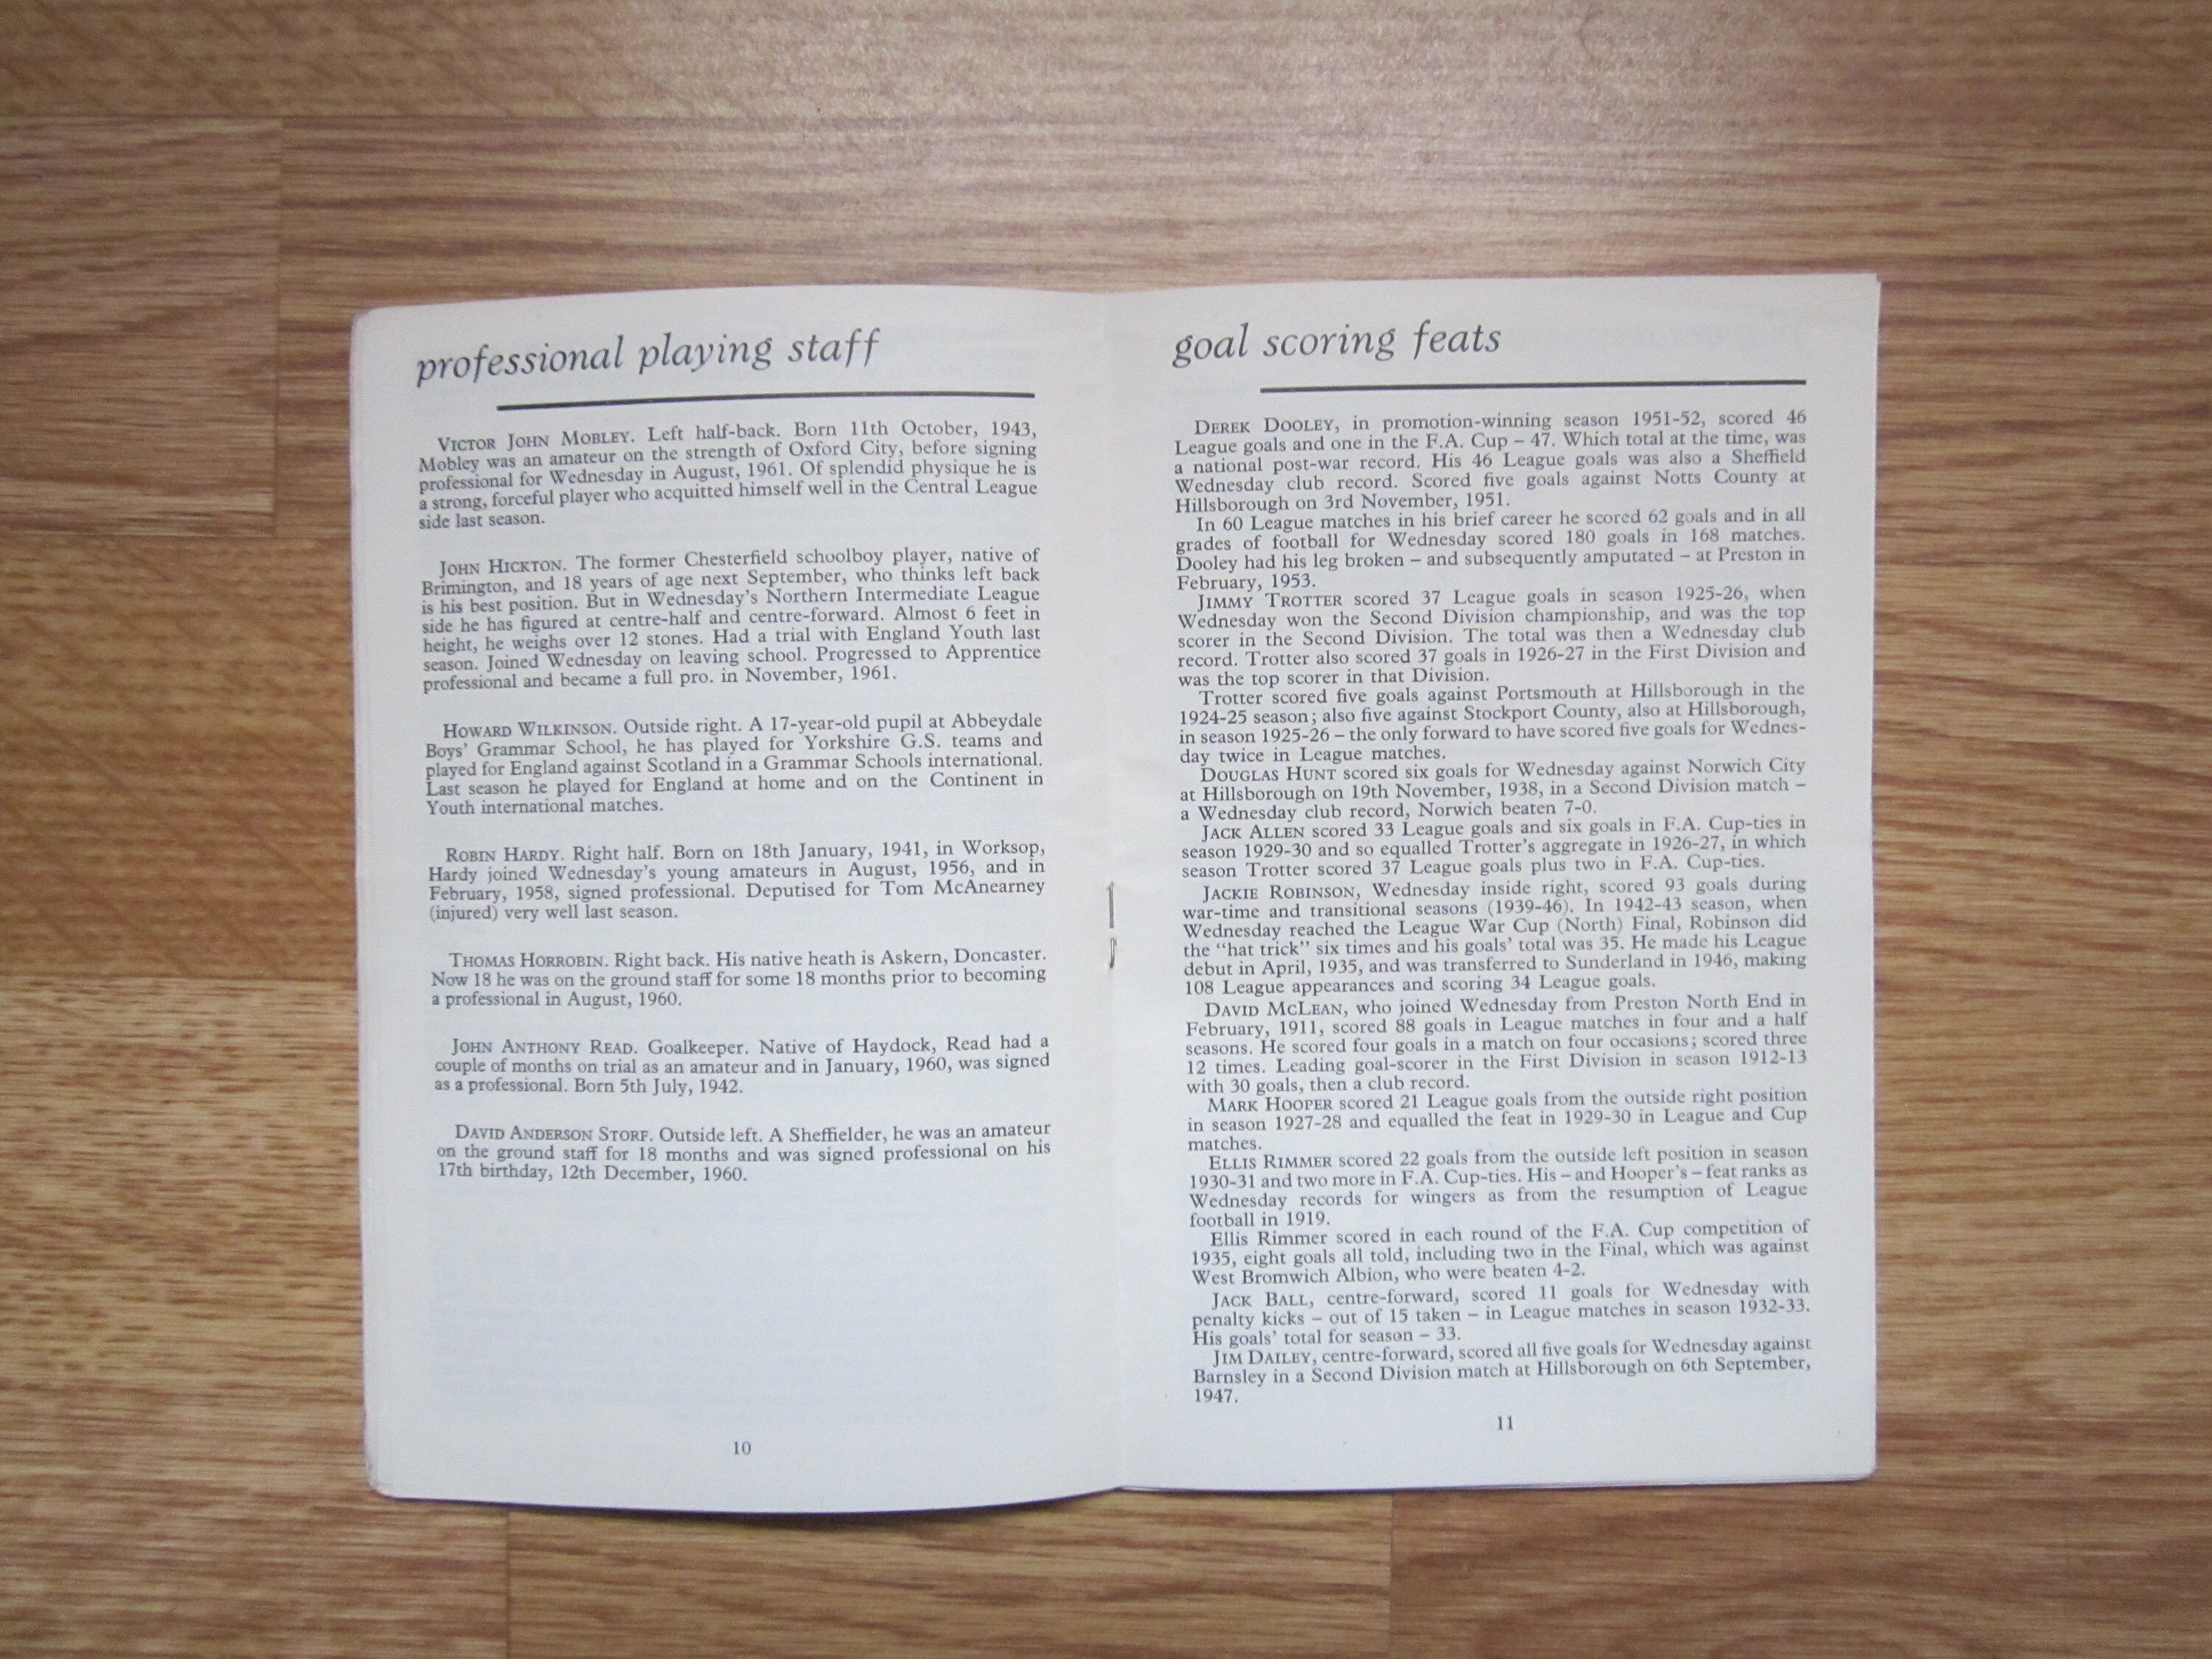 professional playing staff
VICTOR JOHN MOBLEY. Left half-back. Born 11th October, 1943,
Mobley was an amateur on the strength of Oxford City, before signing
professional for Wednesday in August, 1961. Of splendid physique he is
a strong, forceful player who acquitted himself well in the Central League
side last season.
JOHN HICKTON. The former Chesterfield schoolboy player, native of
Brimington, and 18 years of age next September, who thinks left back
is his best position. But in Wednesday's Northern Intermediate League
side he has figured at centre-half and centre-forward. Almost 6 feet in
height, he weighs over 12 stones. Had a trial with England Youth last
season. Joined Wednesday on leaving school. Progressed to Apprentice
professional and became a full pro. in November, 1961.
HOWARD WILKINSON. Outside right. A 17-year-old pupil at Abbeydale
Boys' Grammar School, he has played for Yorkshire G.S. teams and
played for England against Scotland in a Grammar Schools international.
Last season he played for England at home and on the Continent in
Youth international matches.
ROBIN HARDY. Right half. Born on 18th January, 1941, in Worksop,
Hardy joined Wednesday's young amateurs in August, 1956, and in
February, 1958, signed professional. Deputised for Tom McAnearney
(injured) very well last season.
THOMAS HORROBIN. Right back. His native heath is Askern, Doncaster.
Now 18 he was on the ground staff for some 18 months prior to becoming
a professional in August, 1960.
JOHN ANTHONY READ. Goalkeeper. Native of Haydock, Read had a
couple of months on trial as an amateur and in January, 1960, was signed
as a professional. Born 5th July, 1942.
DAVID ANDERSON STORF. Outside left. A Sheffielder, he was an amateur
on the ground staff for 18 months and was signed professional on his
17th birthday, 12th December, 1960.
10
goal scoring feats
DEREK DOOLEY, in promotion-winning season 1951-52, scored 46
League goals and one in the F.A. Cup – 47. Which total at the time, was
a national post-war record. His 46 League goals was also a Sheffield
Wednesday club record. Scored five goals against Notts County at
Hillsborough on 3rd November, 1951.
In 60 League matches in his brief career he scored 62 goals and in all
grades of football for Wednesday scored 180 goals in 168 matches.
Dooley had his leg broken – and subsequently amputated – at Preston in
February, 1953.
JIMMY TROTTER scored 37 League goals in season 1925-26, when
Wednesday won the Second Division championship, and was the top
scorer in the Second Division. The total was then a Wednesday club
record. Trotter also scored 37 goals in 1926-27 in the First Division and
was the top scorer in that Division.
Trotter scored five goals against Portsmouth at Hillsborough in the
1924-25 season; also five against Stockport County, also at Hillsborough,
in season 1925-26 – the only forward to have scored five goals for Wednes-
day twice in League matches.
DOUGLAS HUNT scored six goals for Wednesday against Norwich City
at Hillsborough on 19th November, 1938, in a Second Division match –
a Wednesday club record, Norwich beaten 7-0.
JACK ALLEN scored 33 League goals and six goals in F.A. Cup-ties in
season 1929-30 and so equalled Trotter's aggregate in 1926-27, in which
season Trotter scored 37 League goals plus two in F.A. Cup-ties.
JACKIE ROBINSON, Wednesday inside right, scored 93 goals during
war-time and transitional seasons (1939-46). In 1942-43 season, when
Wednesday reached the League War Cup (North) Final, Robinson did
the "hat trick" six times and his goals' total was 35. He made his League
debut in April, 1935, and was transferred to Sunderland in 1946, making
108 League appearances and scoring 34 League goals.
DAVID MCLEAN, who joined Wednesday from Preston North End in
February, 1911, scored 88 goals in League matches in four and a half
seasons. He scored four goals in a match on four occasions; scored three
12 times. Leading goal-scorer in the First Division in season 1912-13
with 30 goals, then a club record.
MARK HOOPER scored 21 League goals from the outside right position
in season 1927-28 and equalled the feat in 1929-30 in League and Cup
matches.
ELLIS RIMMER scored 22 goals from the outside left position in season
1930-31 and two more in F.A. Cup-ties. His – and Hooper's – feat ranks as
Wednesday records for wingers as from the resumption of League
football in 1919.
Ellis Rimmer scored in each round of the F.A. Cup competition of
1935, eight goals all told, including two in the Final, which was against
West Bromwich Albion, who were beaten 4-2.
JACK BALL, centre-forward, scored 11 goals for Wednesday with
penalty kicks – out of 15 taken – in League matches in season 1932-33.
His goals' total for season – 33.
JIM DAILEY, centre-forward, scored all five goals for Wednesday against
Barnsley in a Second Division match at Hillsborough on 6th September,
1947.
11